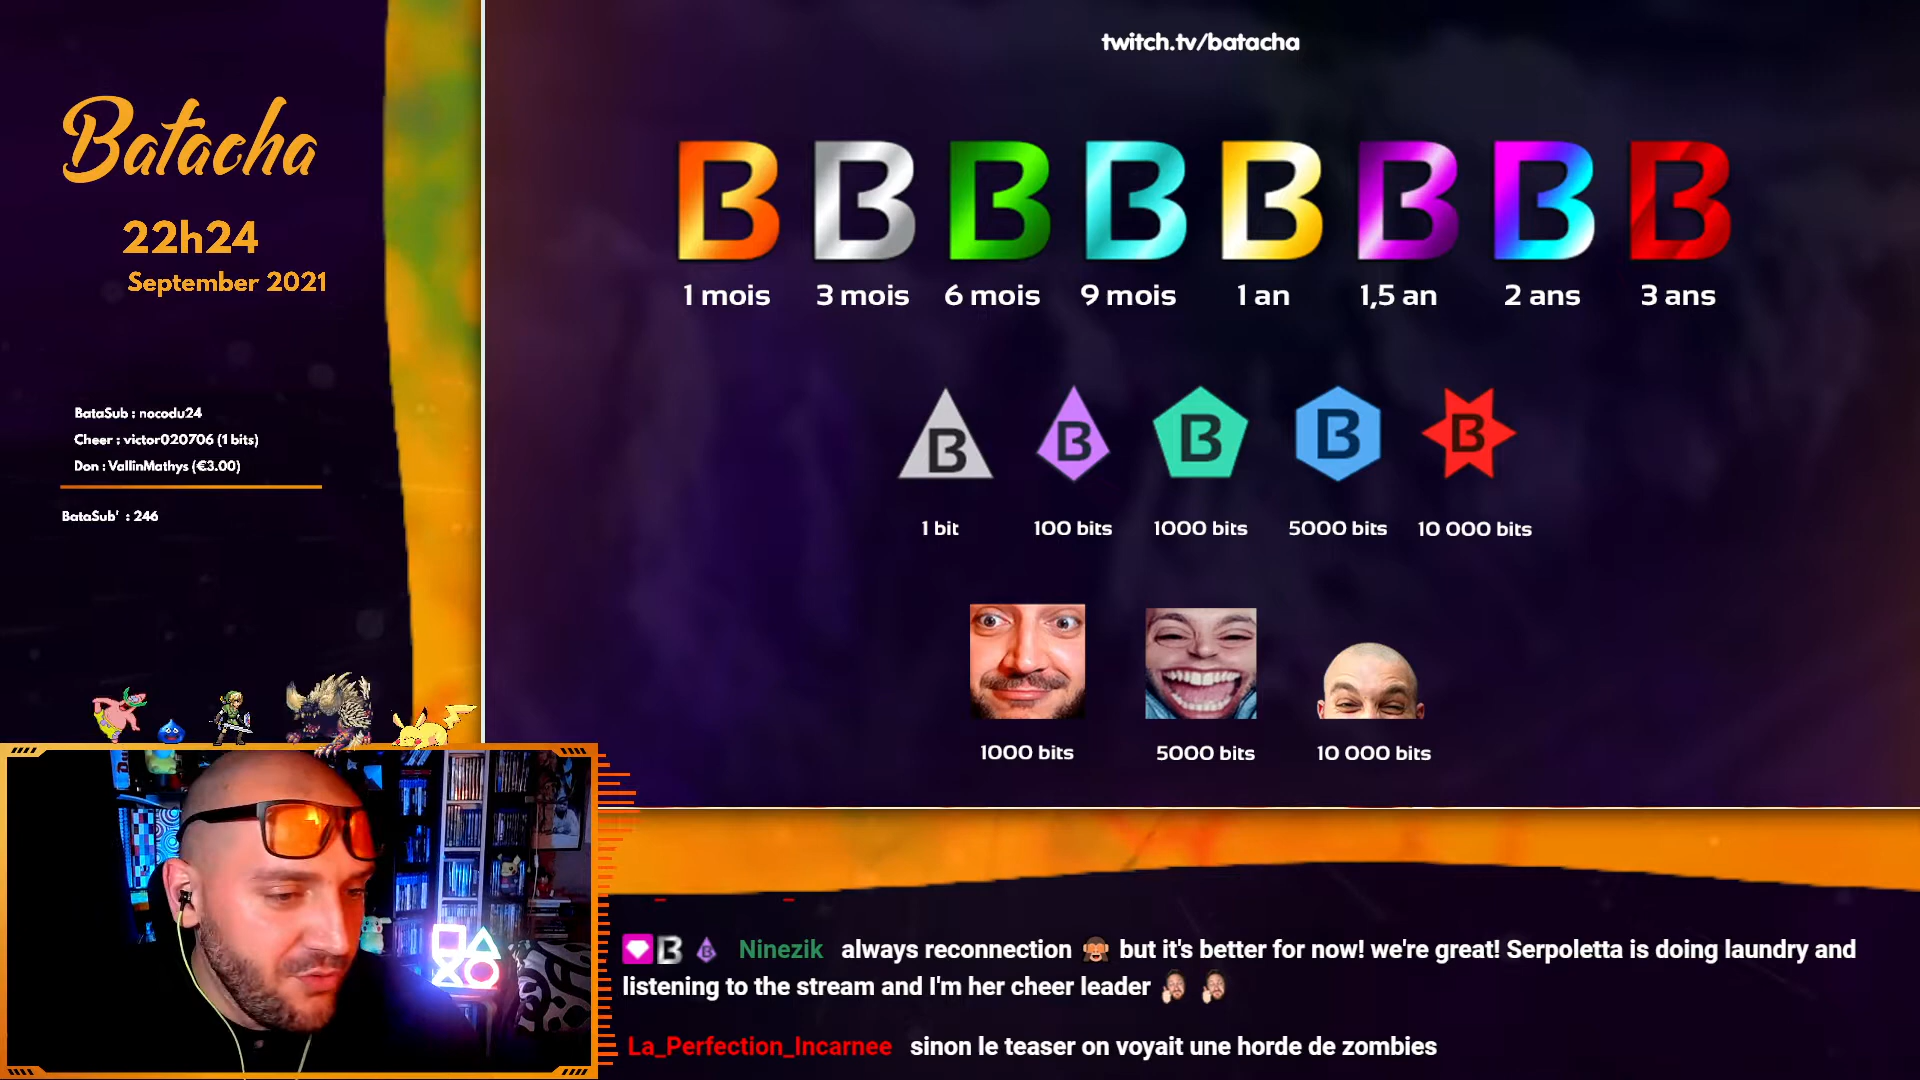 twitch.tv/batacha
Batacha
22h24
September 2021
B B B B B B B B
1 mois 3 mois 6 mois 9 mois 1 an 1,5 an 2 ans 3 ans
BataSub : nocodu24
Cheer : victor020706 (1 bits)
Don : VallinMathys (€3.00)
BataSub' : 246
B B B B B
1 bit 100 bits 1000 bits 5000 bits 10 000 bits
1000 bits 5000 bits 10 000 bits
B B Ninezik always reconnection 🙈 but it's better for now! we're great! Serpoletta is doing laundry and
listening to the stream and I'm her cheer leader
La_Perfection_Incarnee sinon le teaser on voyait une horde de zombies